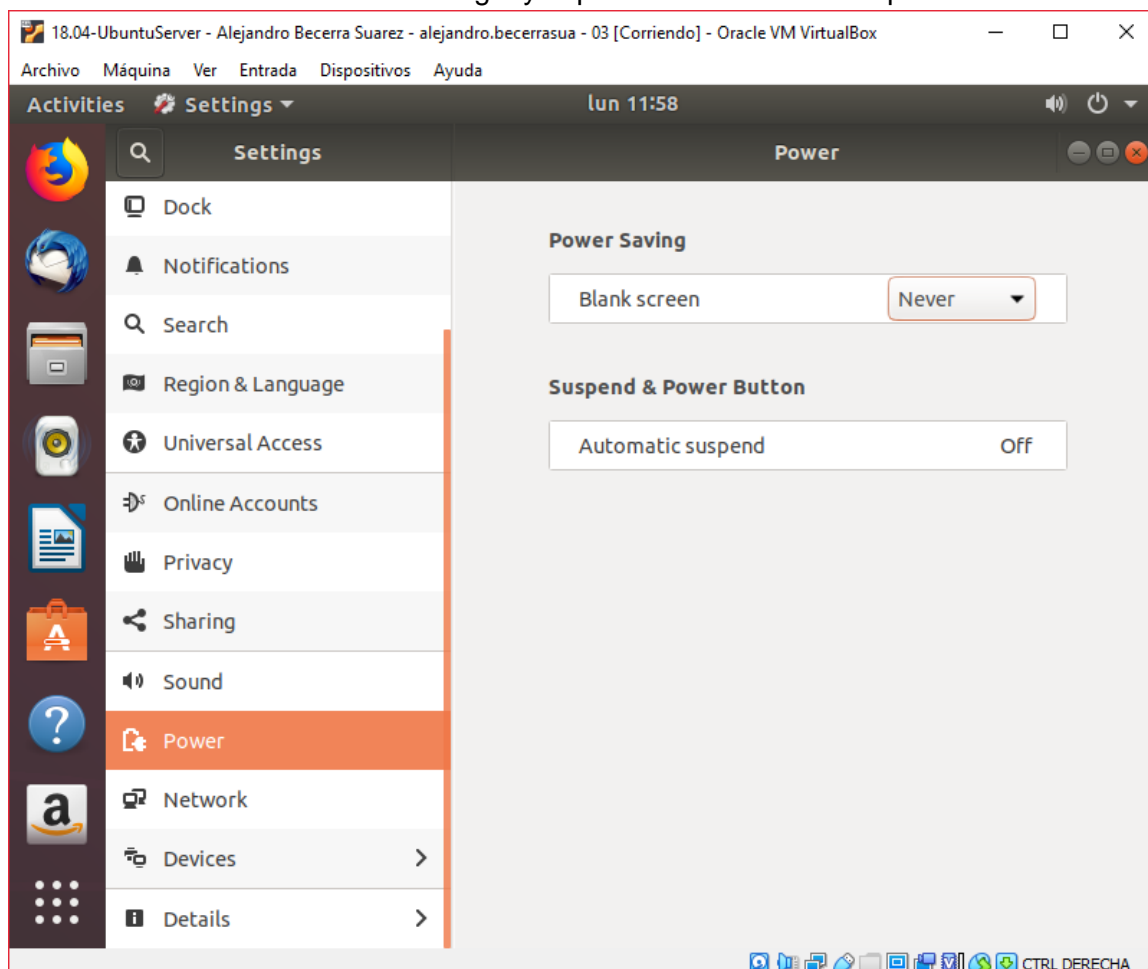 18.04-UbuntuServer - Alejandro Becerra Suarez - alejandro.becerrasua - 03 [Corriendo] - Oracle VM VirtualBox
Archivo Máquina Ver Entrada Dispositivos Ayuda
Activities Settings lun 11:58
Settings Power
Dock
Notifications
Search
Region & Language
Universal Access
Online Accounts
Privacy
Sharing
Sound
Power
Network
Devices
Details
Power Saving
Blank screen Never
Suspend & Power Button
Automatic suspend Off
CTRL DERECHA